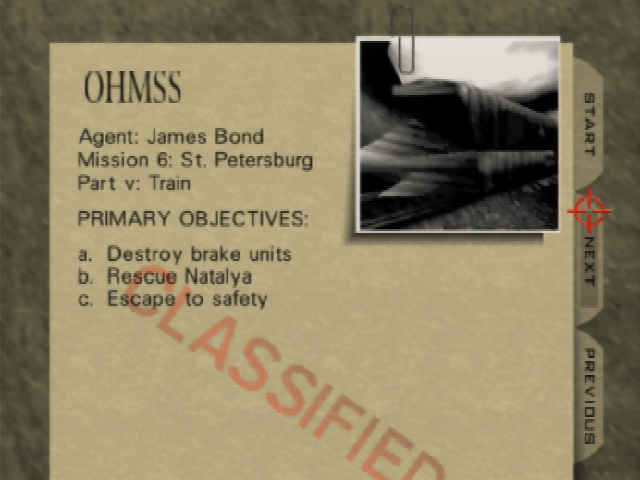 OHMSS
Agent: James Bond
Mission 6: St. Petersburg
Part v: Train
PRIMARY OBJECTIVES:
a. Destroy brake units
b. Rescue Natalya
c. Escape to safety
CLASSIFIED
START
NEXT
PREVIOUS